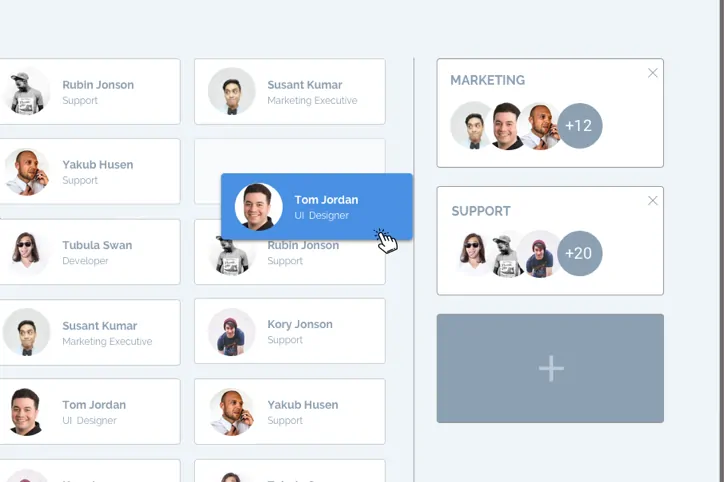 Rubin Jonson
Support
Susant Kumar
Marketing Executive
Yakub Husen
Support
Tom Jordan
UI Designer
Tubula Swan
Developer
Rubin Jonson
Support
Susant Kumar
Marketing Executive
Kory Jonson
Support
Tom Jordan
UI Designer
Yakub Husen
Support
MARKETING
+12
SUPPORT
+20
+